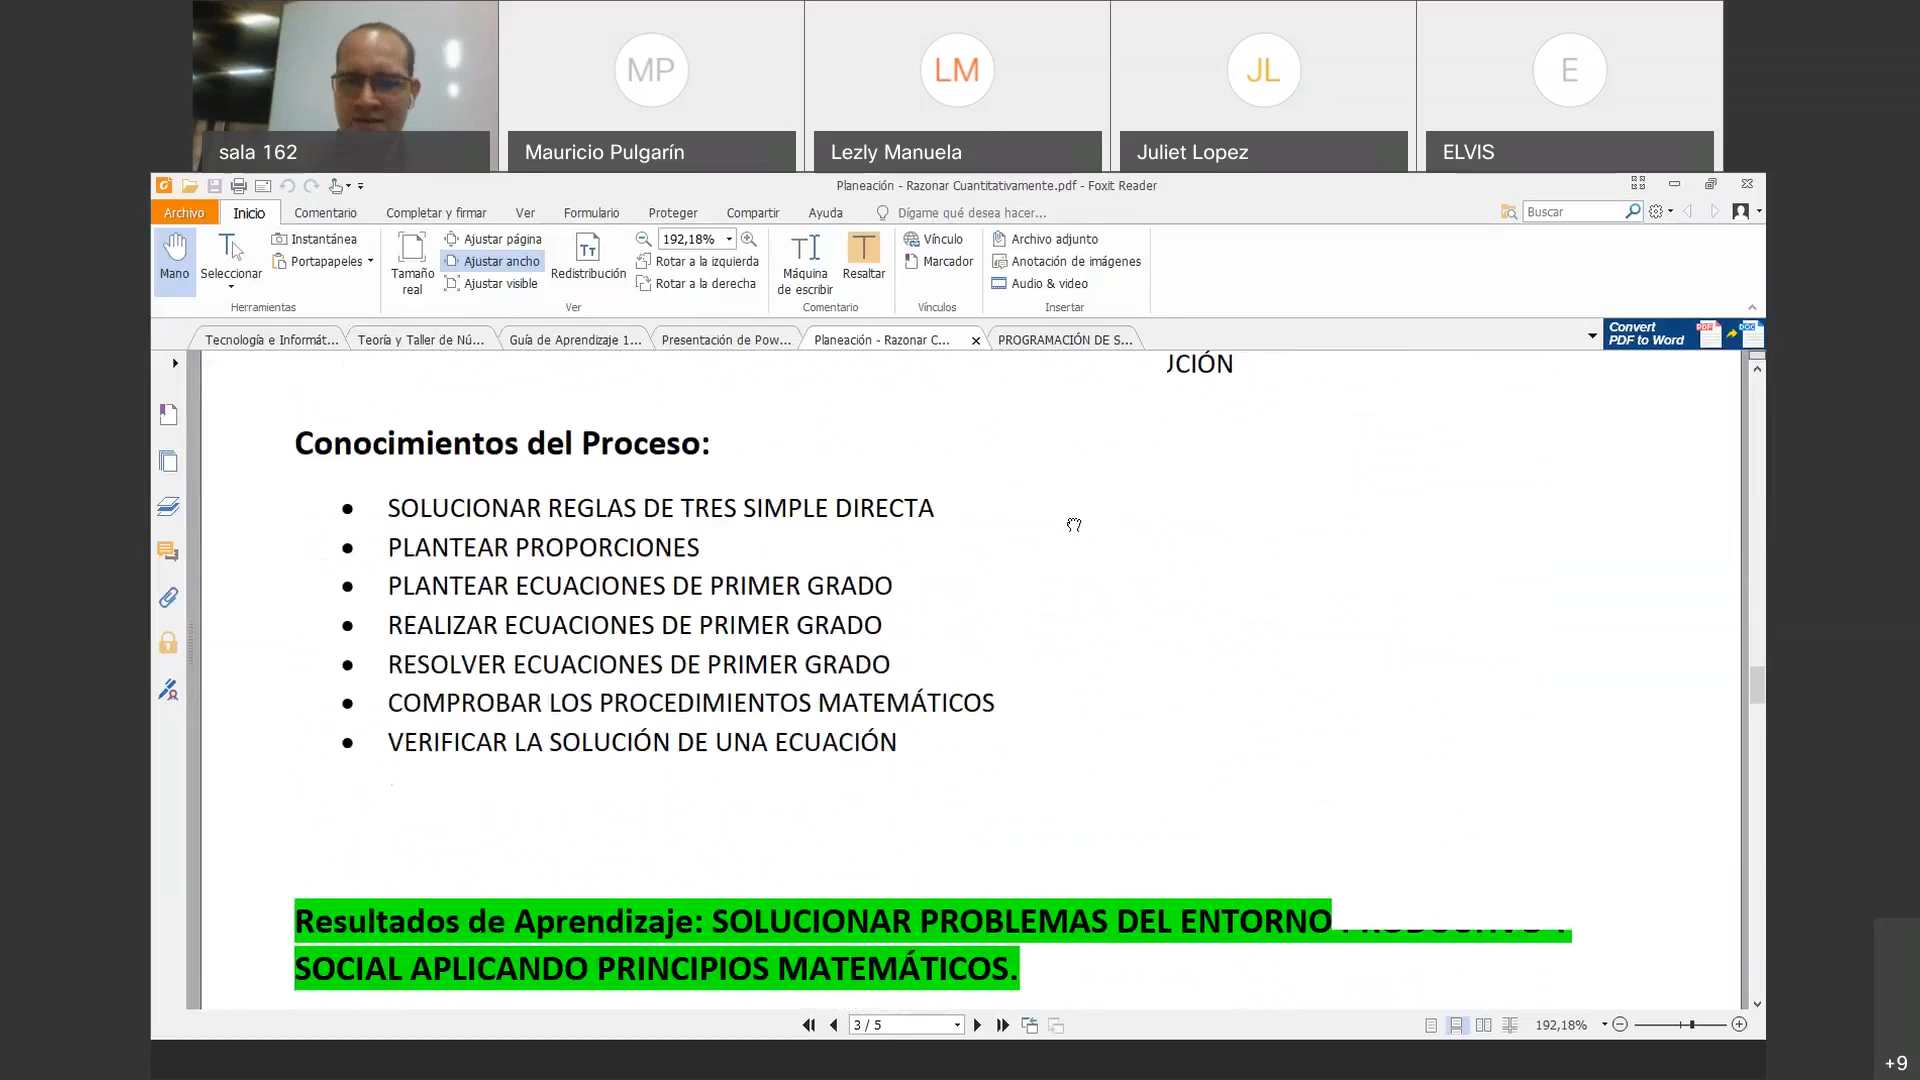 MP
LM
JL
E
sala 162
Mauricio Pulgarín
Lezly Manuela
Juliet Lopez
ELVIS
Planeación - Razonar Cuantitativamente.pdf - Foxit Reader
Archivo
Inicio
Comentario
Completar y firmar
Ver
Formulario
Proteger
Compartir
Ayuda
Dígame qué desea hacer...
Buscar
Mano
Seleccionar
Instantánea
Portapapeles
Herramientas
Tamaño
real
Ajustar página
Ajustar ancho
Ajustar visible
Redistribución
192,18%
Rotar a la izquierda
Rotar a la derecha
Ver
Máquina
de escribir
Resaltar
Comentario
Vínculo
Marcador
Vínculos
Archivo adjunto
Anotación de imágenes
Audio & video
Insertar
Tecnología e Informát...
Teoría y Taller de Nú...
Guía de Aprendizaje 1...
Presentación de Pow...
Planeación - Razonar C...
PROGRAMACIÓN DE S...
Convert
PDF to Word
UCIÓN
Conocimientos del Proceso:
• SOLUCIONAR REGLAS DE TRES SIMPLE DIRECTA
• PLANTEAR PROPORCIONES
• PLANTEAR ECUACIONES DE PRIMER GRADO
• REALIZAR ECUACIONES DE PRIMER GRADO
• RESOLVER ECUACIONES DE PRIMER GRADO
• COMPROBAR LOS PROCEDIMIENTOS MATEMÁTICOS
• VERIFICAR LA SOLUCIÓN DE UNA ECUACIÓN
Resultados de Aprendizaje: SOLUCIONAR PROBLEMAS DEL ENTORNO
SOCIAL APLICANDO PRINCIPIOS MATEMÁTICOS.
3 / 5
192,18%
+9